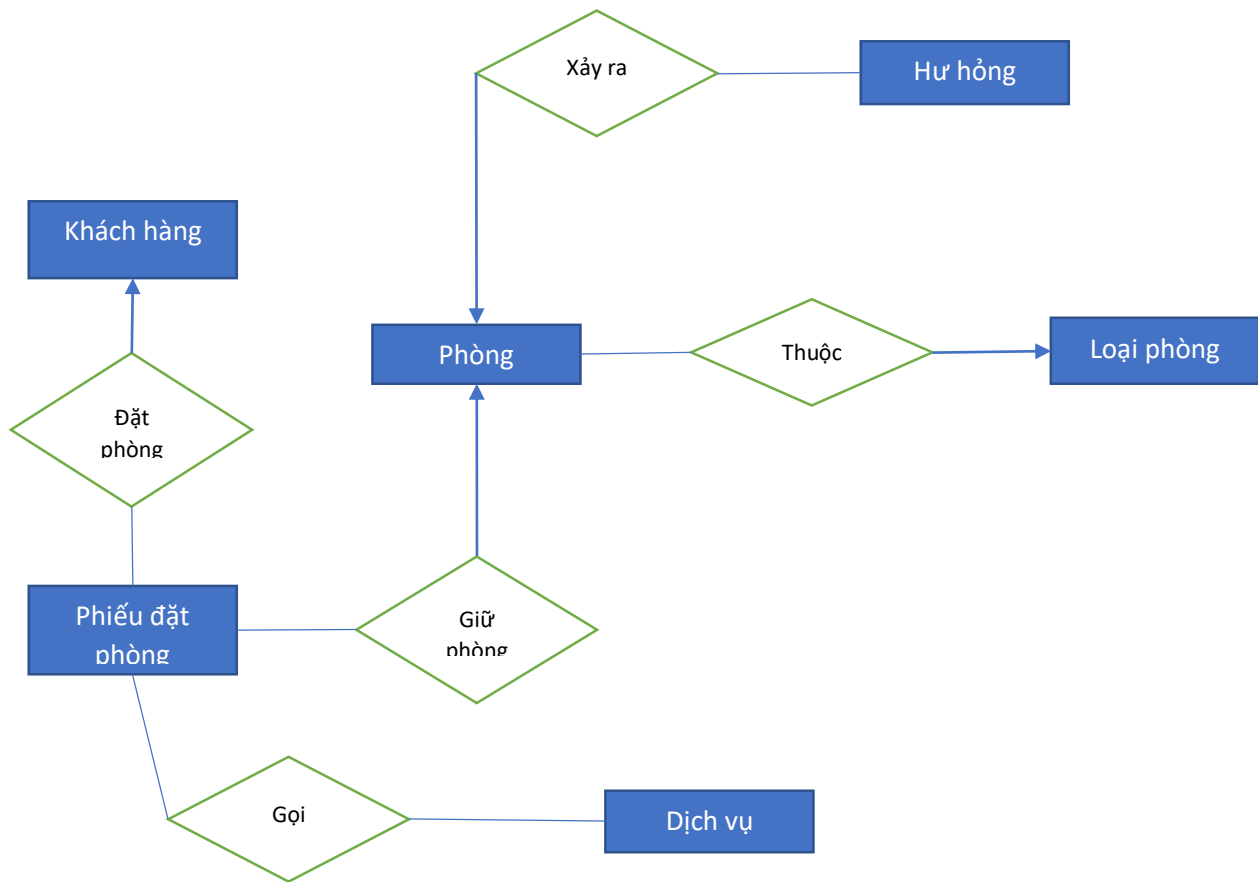 Xảy ra
Hư hỏng
Khách hàng
Phòng
Thuộc
Loại phòng
Đặt
phòng
Phiếu đặt
phòng
Giữ
phòng
Gọi
Dịch vụ